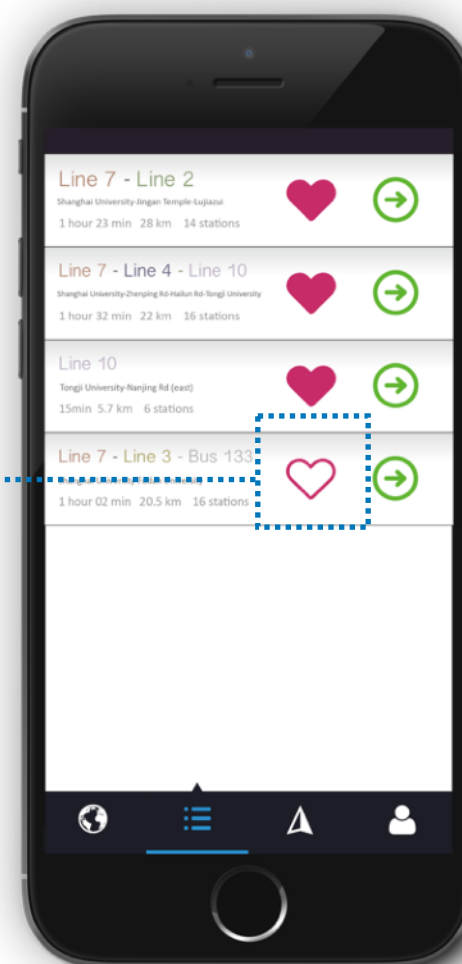 Line 7 - Line 2
Shanghai University-Jingan Temple-Lujiazui
1 hour 23 min 28 km 14 stations
Line 7 - Line 4 - Line 10
Shanghai University-Zhenping Rd-Hailun Rd-Tongji University
1 hour 32 min 22 km 16 stations
Line 10
Tongji University-Nanjing Rd (east)
15min 5.7 km 6 stations
Line 7 - Line 3 - Bus 133
1 hour 02 min 20.5 km 16 stations